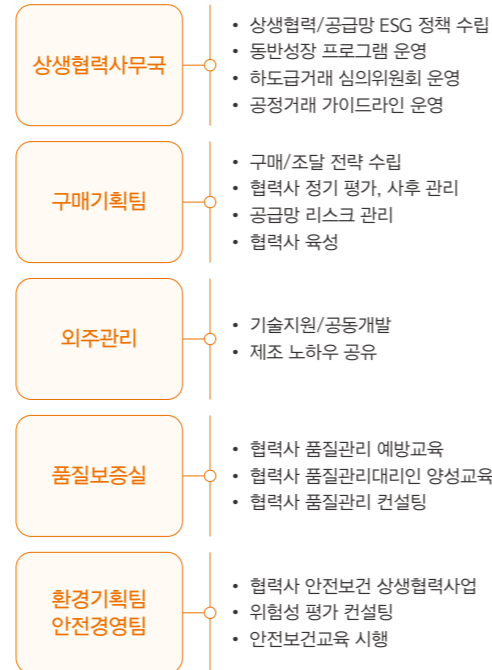 상생협력사무국
• 상생협력/공급망 ESG 정책 수립
• 동반성장 프로그램 운영
• 하도급거래 심의위원회 운영
• 공정거래 가이드라인 운영
구매기획팀
• 구매/조달 전략 수립
• 협력사 정기 평가, 사후 관리
• 공급망 리스크 관리
• 협력사 육성
외주관리
• 기술지원/공동개발
• 제조 노하우 공유
품질보증실
• 협력사 품질관리 예방교육
• 협력사 품질관리대리인 양성교육
• 협력사 품질관리 컨설팅
환경기획팀
안전경영팀
• 협력사 안전보건 상생협력사업
• 위험성 평가 컨설팅
• 안전보건교육 시행